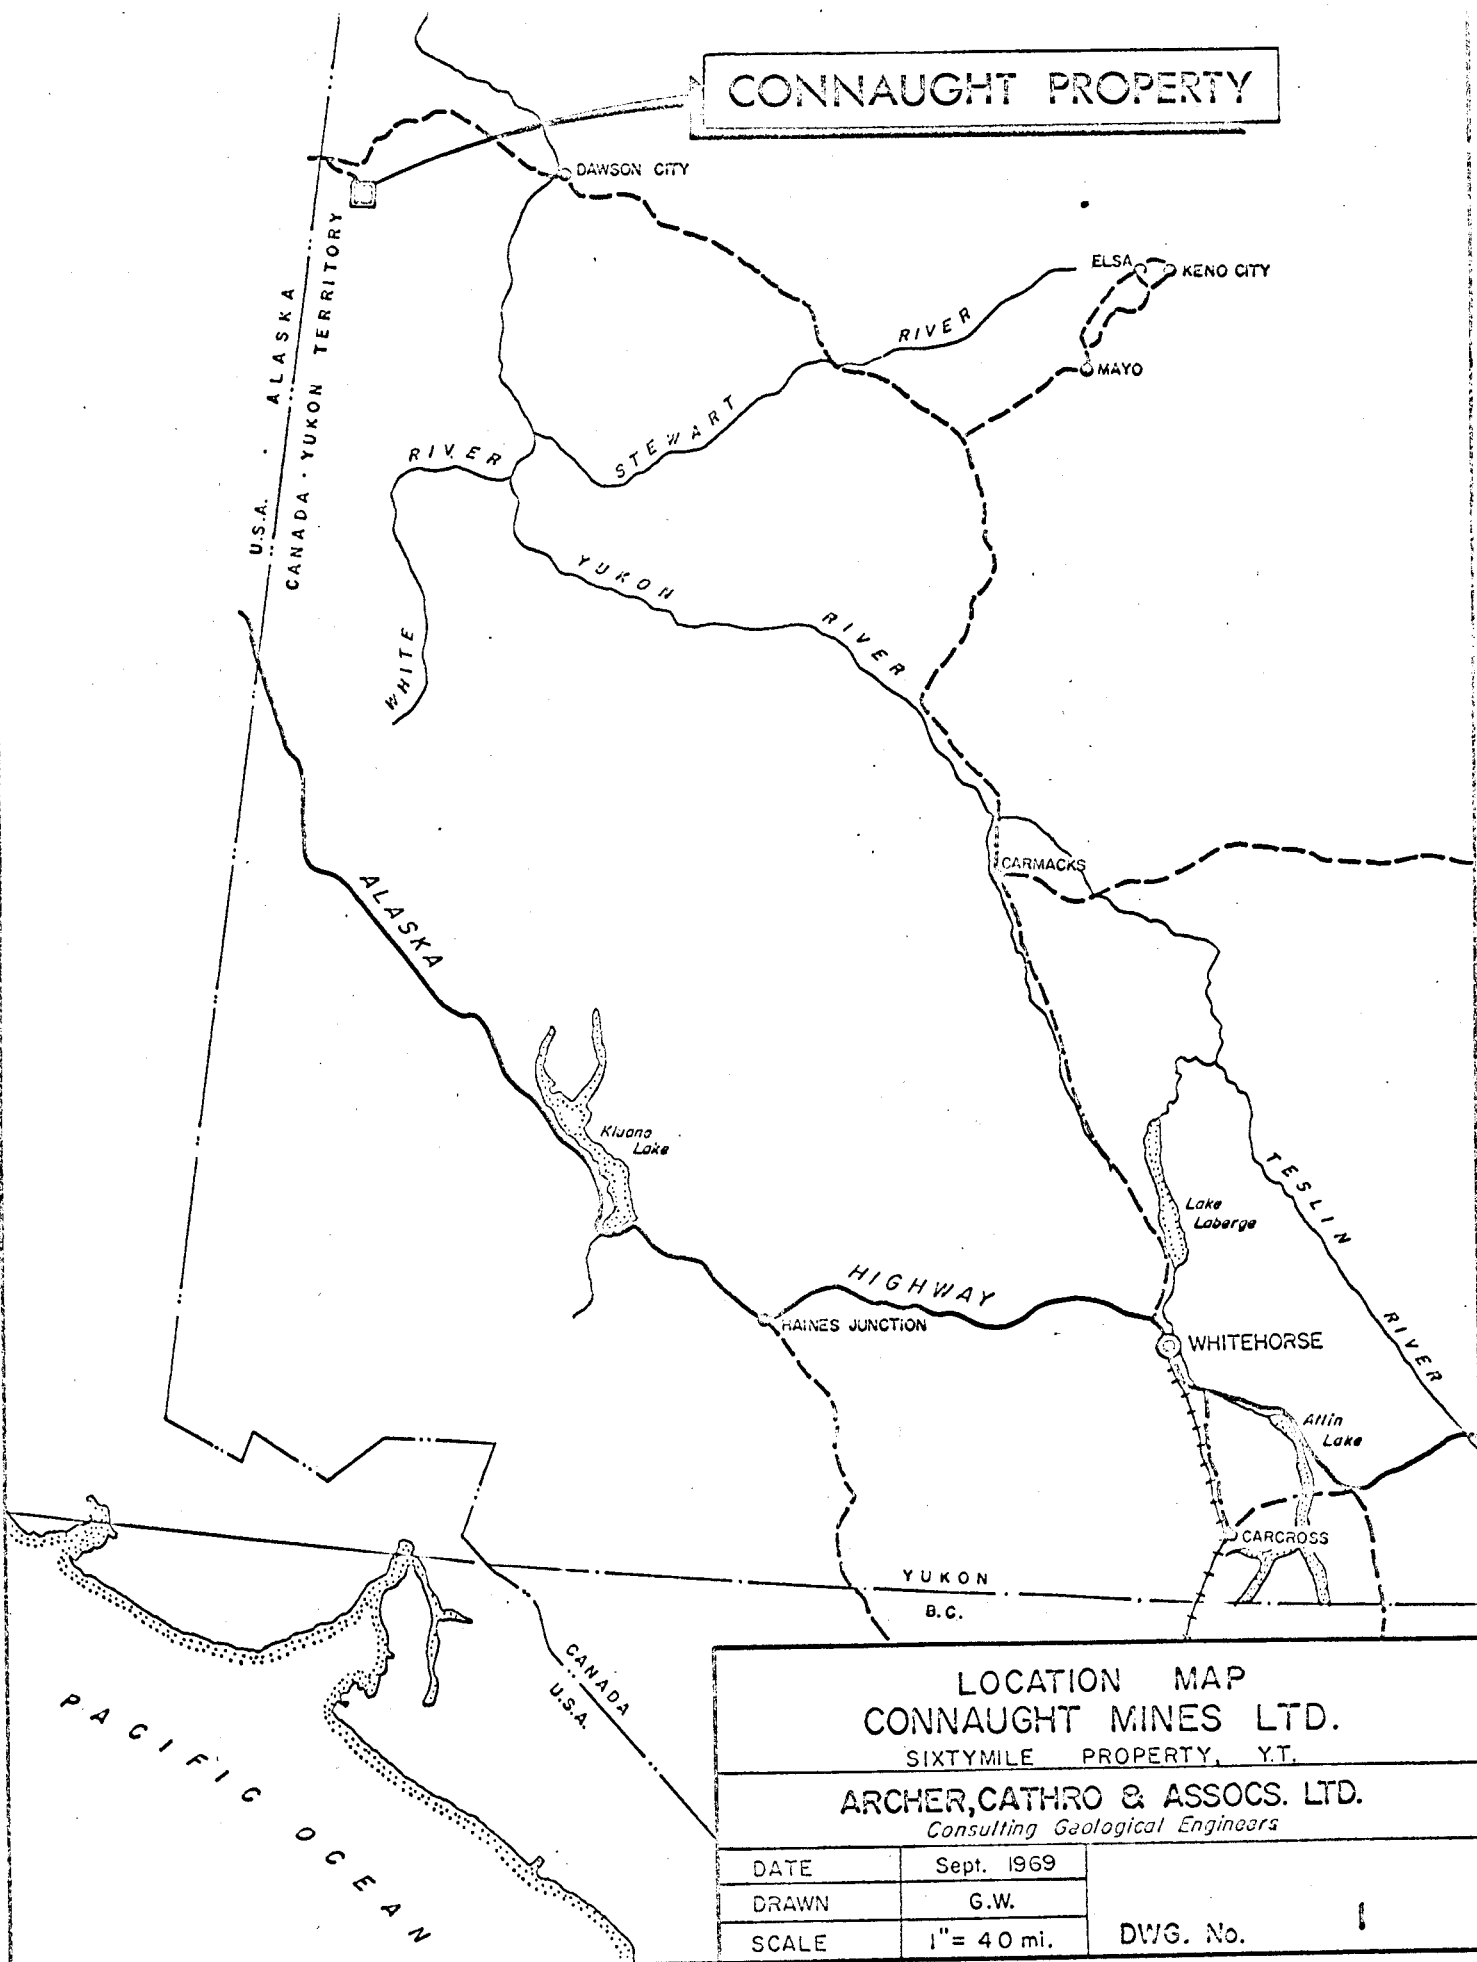 CONNAUGHT PROPERTY
DAWSON CITY
ELSA
KENO CITY
MAYO
U.S.A. · ALASKA
CANADA · YUKON TERRITORY
STEWART RIVER
WHITE RIVER
YUKON RIVER
CARMACKS
ALASKA HIGHWAY
Kluane
Lake
Lake
Laberge
TESLIN RIVER
HAINES JUNCTION
WHITEHORSE
Atlin
Lake
CARCROSS
YUKON
B.C.
CANADA
U.S.A.
PACIFIC OCEAN
LOCATION MAP
CONNAUGHT MINES LTD.
SIXTYMILE PROPERTY, Y.T.
ARCHER, CATHRO & ASSOCS. LTD.
Consulting Geological Engineers
DATE Sept. 1969
DRAWN G.W.
SCALE 1" = 40 mi.
DWG. No. 1